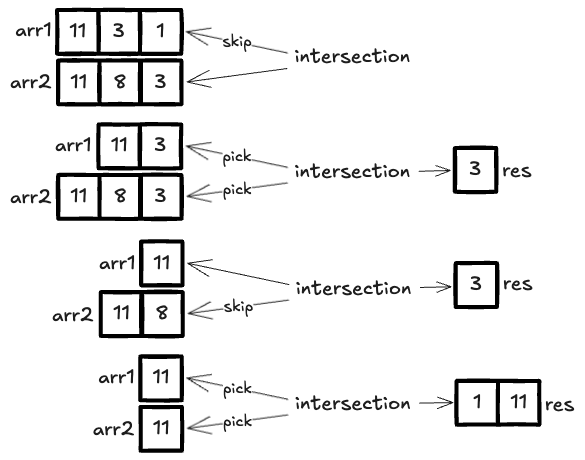 arr1 11 3 1 skip
intersection
arr2 11 8 3
arr1 11 3 pick
intersection 3 res
arr2 11 8 3 pick
arr1 11
intersection 3 res
arr2 11 8 skip
arr1 11 pick
intersection 1 11 res
arr2 11 pick